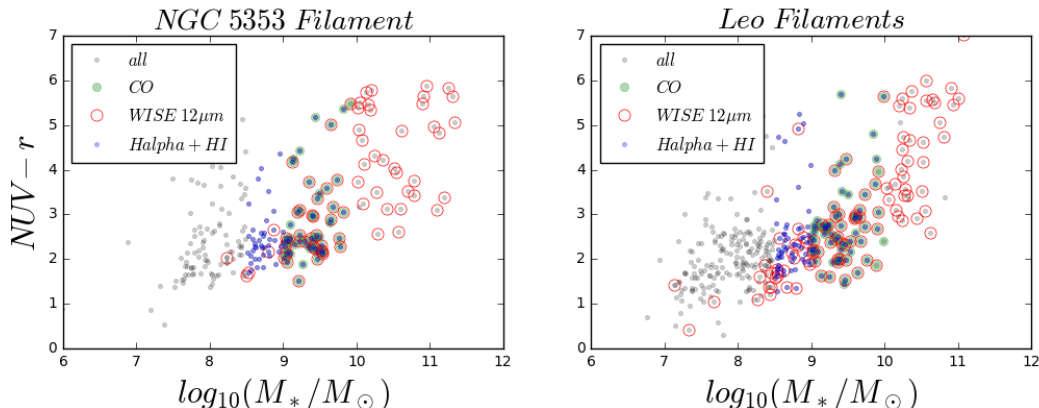 NGC 5353 Filament
7
6
5
4
3
2
1
0
NUV − r
all
CO
WISE 12μm
Halpha + HI
6 7 8 9 10 11 12
log₁₀(M*/M⊙)
Leo Filaments
7
6
5
4
3
2
1
0
all
CO
WISE 12μm
Halpha + HI
6 7 8 9 10 11 12
log₁₀(M*/M⊙)